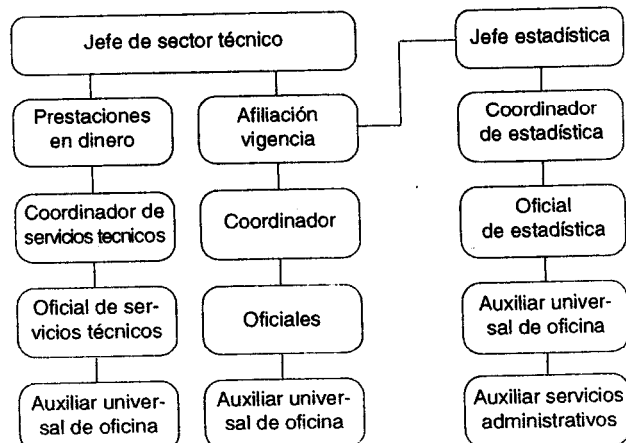 Jefe de sector técnico
Jefe estadística
Prestaciones
en dinero
Afiliación
vigencia
Coordinador
de estadística
Coordinador de
servicios tecnicos
Coordinador
Oficial
de estadística
Oficial de ser-
vicios técnicos
Oficiales
Auxiliar univer-
sal de oficina
Auxiliar univer-
sal de oficina
Auxiliar univer-
sal de oficina
Auxiliar servicios
administrativos